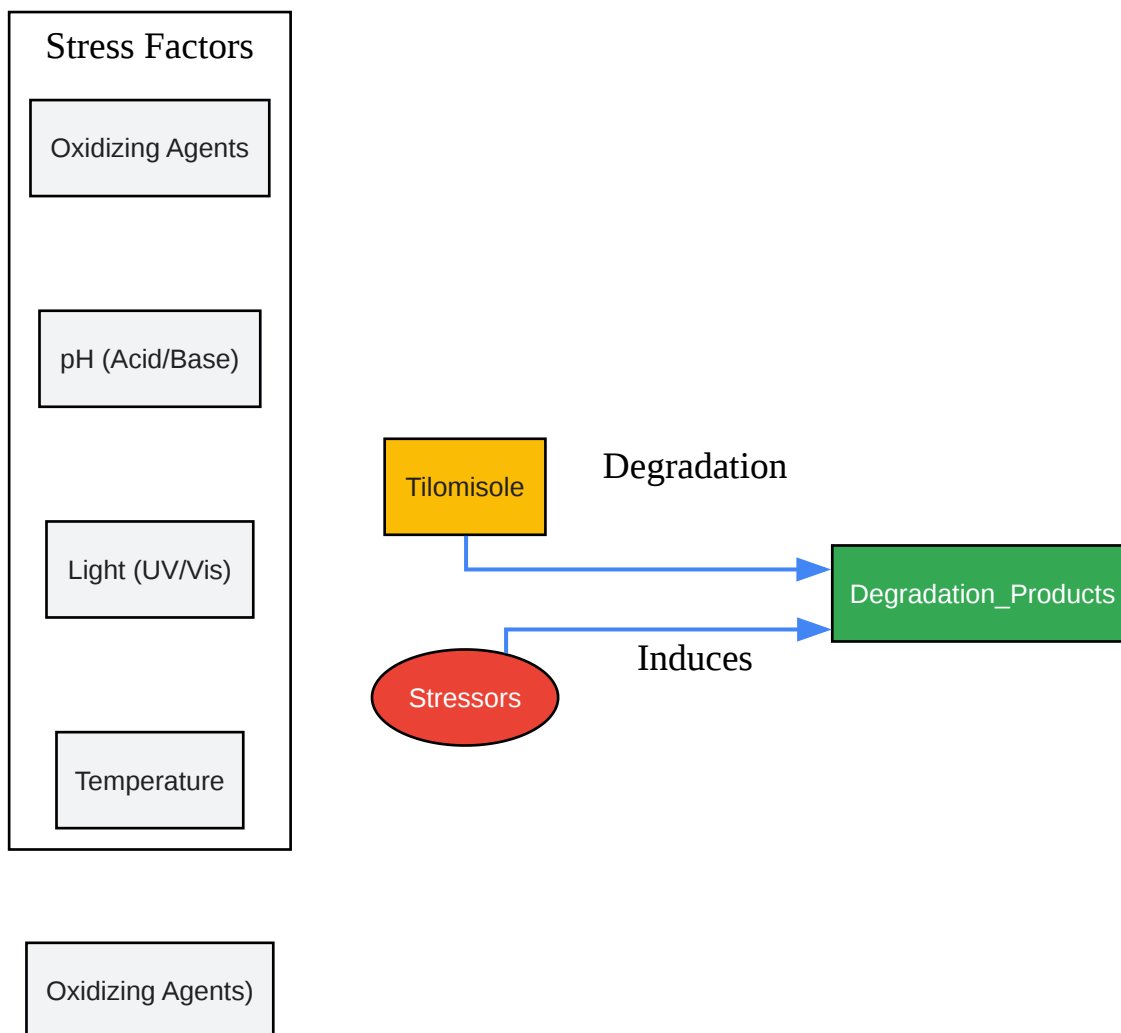 Stress Factors
Oxidizing Agents
pH (Acid/Base)
Light (UV/Vis)
Temperature
Oxidizing Agents)
Tilomisole
Degradation
Degradation_Products
Induces
Stressors